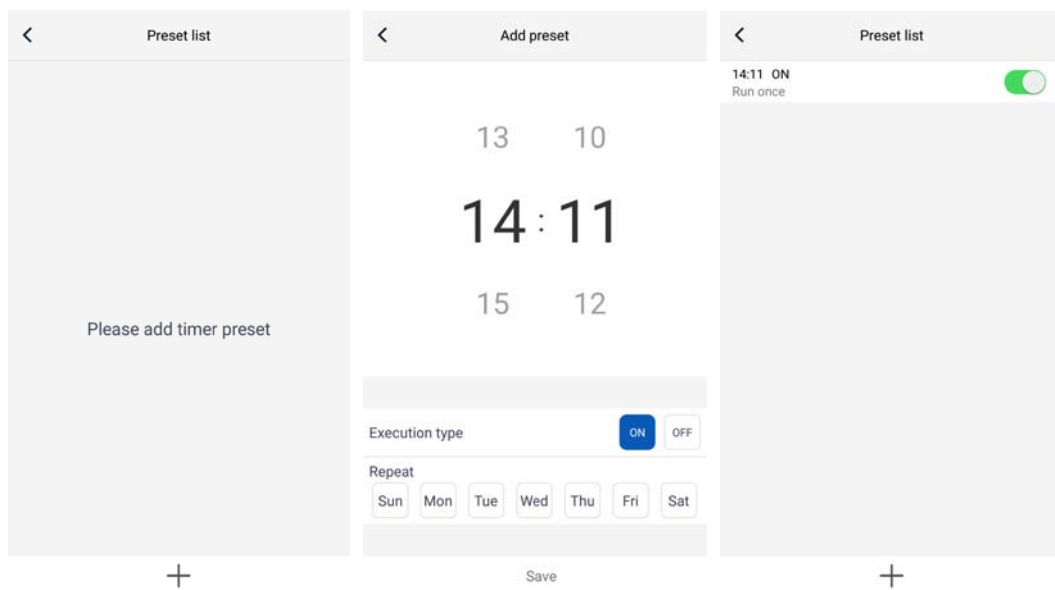 Preset list
Please add timer preset
Add preset
13 10
14 : 11
15 12
Execution type ON OFF
Repeat
Sun Mon Tue Wed Thu Fri Sat
Save
Preset list
14:11 ON
Run once